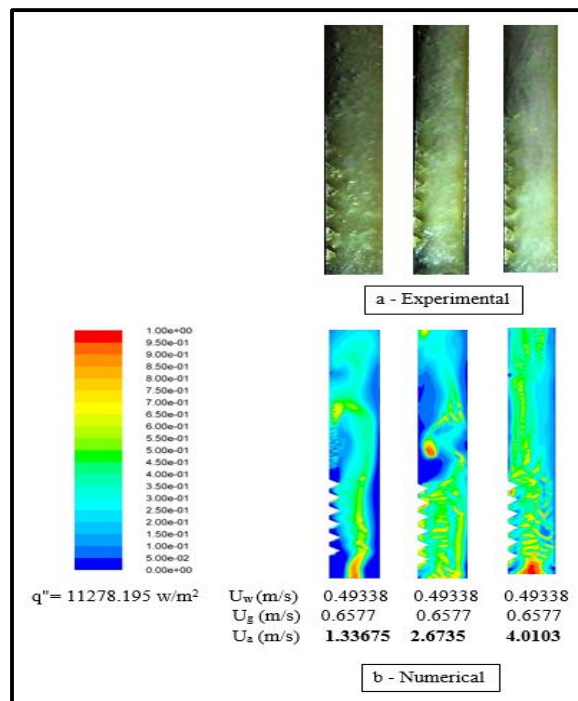 a - Experimental
1.00e+00
9.50e-01
9.00e-01
8.50e-01
8.00e-01
7.50e-01
7.00e-01
6.50e-01
6.00e-01
5.50e-01
5.00e-01
4.50e-01
4.00e-01
3.50e-01
3.00e-01
2.50e-01
2.00e-01
1.50e-01
1.00e-01
5.00e-02
0.00e+00
q"= 11278.195 w/m²
U_w (m/s) 0.49338 0.49338 0.49338
U_g (m/s) 0.6577 0.6577 0.6577
U_a (m/s) 1.33675 2.6735 4.0103
b - Numerical